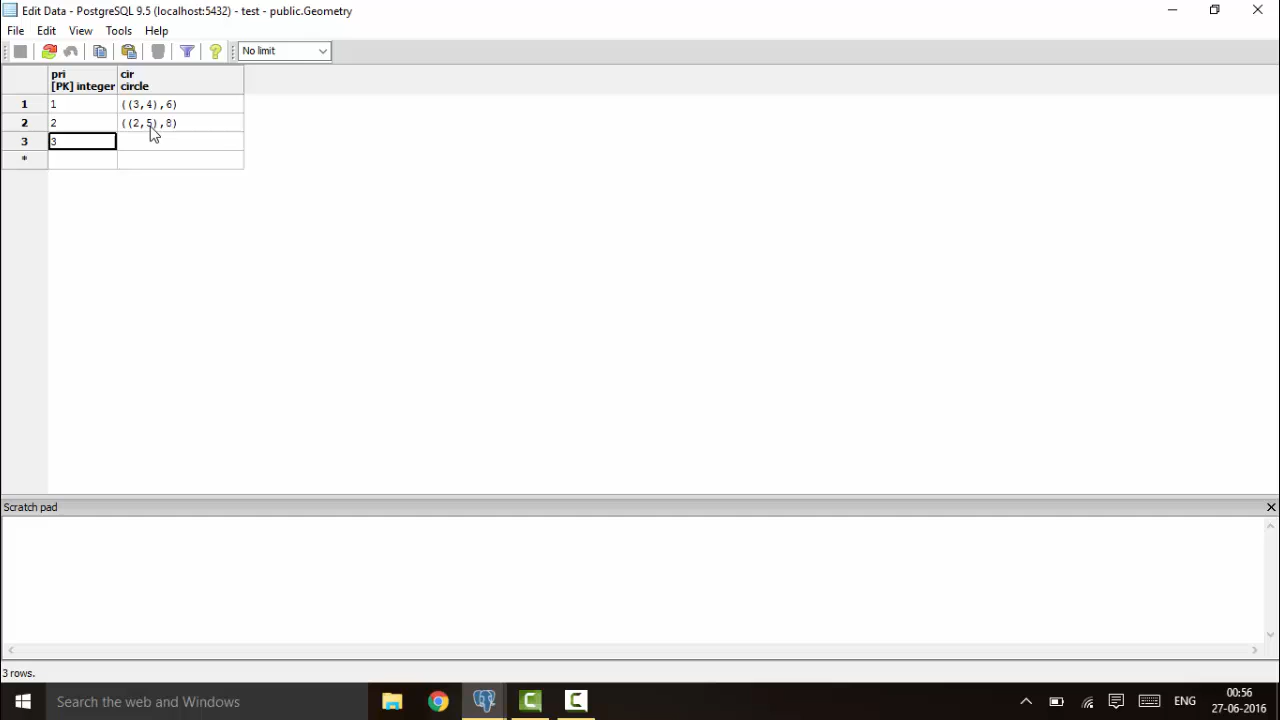 Edit Data - PostgreSQL 9.5 (localhost:5432) - test - public.Geometry
File Edit View Tools Help
No limit
pri cir
[PK] integer circle
1 1 ((3,4),6)
2 2 ((2,5),8)
3 3
*
Scratch pad
3 rows.
Search the web and Windows
ENG
00:56
27-06-2016